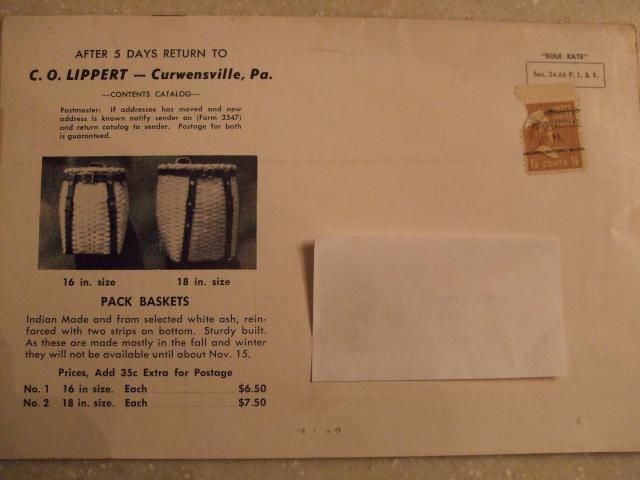 AFTER 5 DAYS RETURN TO
C. O. LIPPERT — Curwensville, Pa.
—CONTENTS CATALOG—
Postmaster: If addressee has moved and new
address is known notify sender on (Form 3547)
and return catalog to sender. Postage for both
is guaranteed.
"BULK RATE"
Sec. 34.66 P. L. & R.
1½ CENTS 1½
16 in. size 18 in. size
PACK BASKETS
Indian Made and from selected white ash, rein-
forced with two strips on bottom. Sturdy built.
As these are made mostly in the fall and winter
they will not be available until about Nov. 15.
Prices, Add 35c Extra for Postage
No. 1 16 in size. Each $6.50
No. 2 18 in. size. Each $7.50